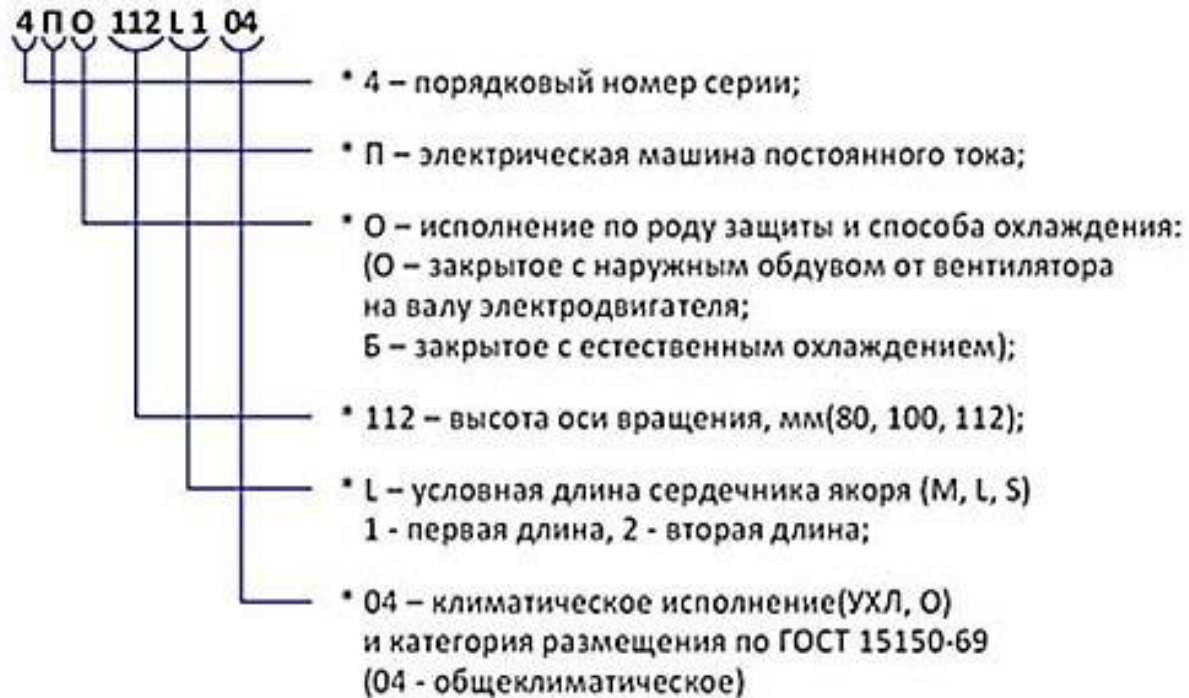 4 П О 112 L 1 04
* 4 – порядковый номер серии;
* П – электрическая машина постоянного тока;
* О – исполнение по роду защиты и способа охлаждения:
(О – закрытое с наружным обдувом от вентилятора
на валу электродвигателя;
Б – закрытое с естественным охлаждением);
* 112 – высота оси вращения, мм(80, 100, 112);
* L – условная длина сердечника якоря (M, L, S)
1 - первая длина, 2 - вторая длина;
* 04 – климатическое исполнение(УХЛ, О)
и категория размещения по ГОСТ 15150-69
(04 - общеклиматическое)